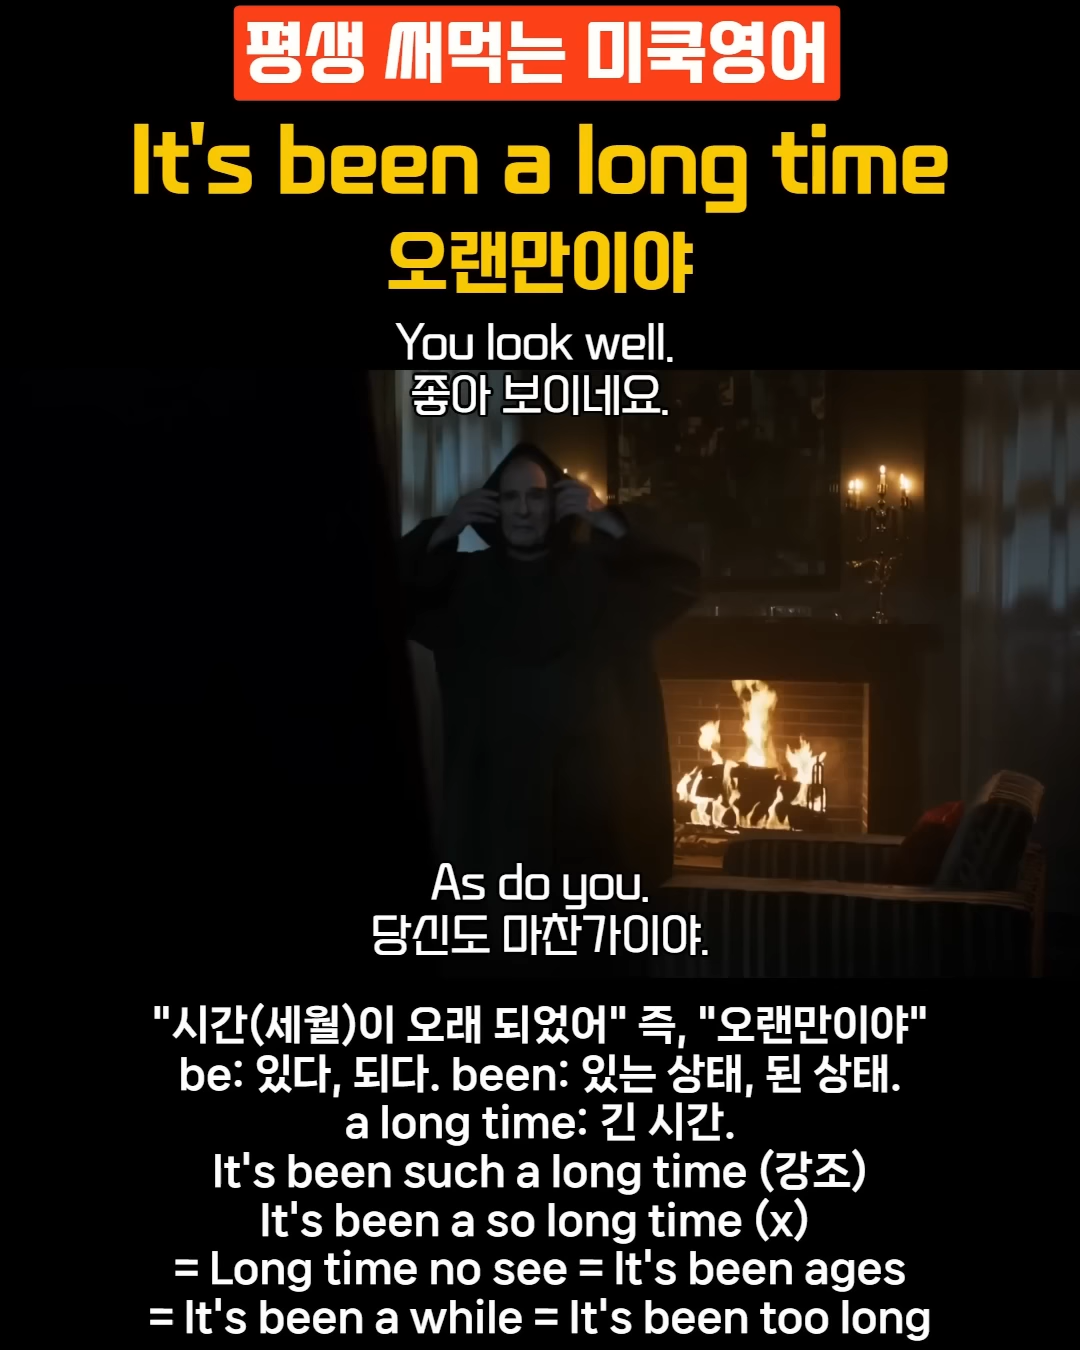 평생 써먹는 미쿡영어
It's been a long time
오랜만이야
You look well.
좋아 보이네요.
As do you.
당신도 마찬가이야.
"시간(세월)이 오래 되었어" 즉, "오랜만이야"
be: 있다, 되다. been: 있는 상태, 된 상태.
a long time: 긴 시간.
It's been such a long time (강조)
It's been a so long time (x)
= Long time no see = It's been ages
= It's been a while = It's been too long